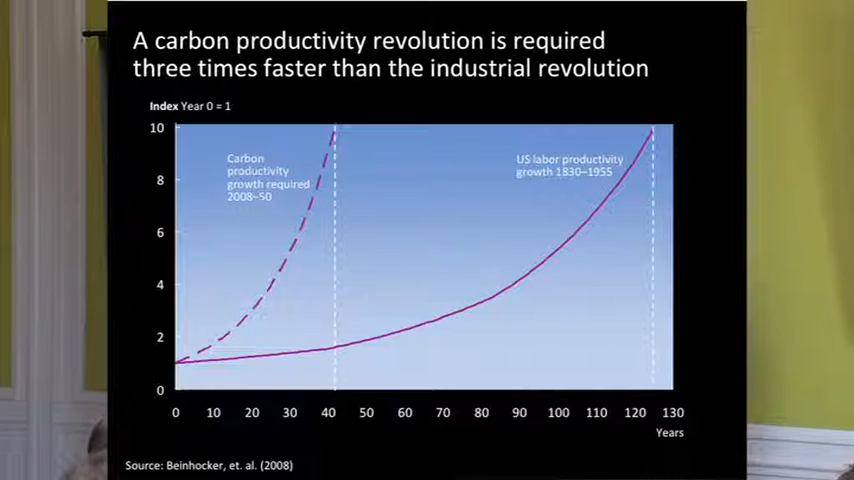 A carbon productivity revolution is required
three times faster than the industrial revolution
Index Year 0 = 1
10
8
6
4
2
0
Carbon
productivity
growth required
2008–50
US labor productivity
growth 1830–1955
0 10 20 30 40 50 60 70 80 90 100 110 120 130
Years
Source: Beinhocker, et. al. (2008)